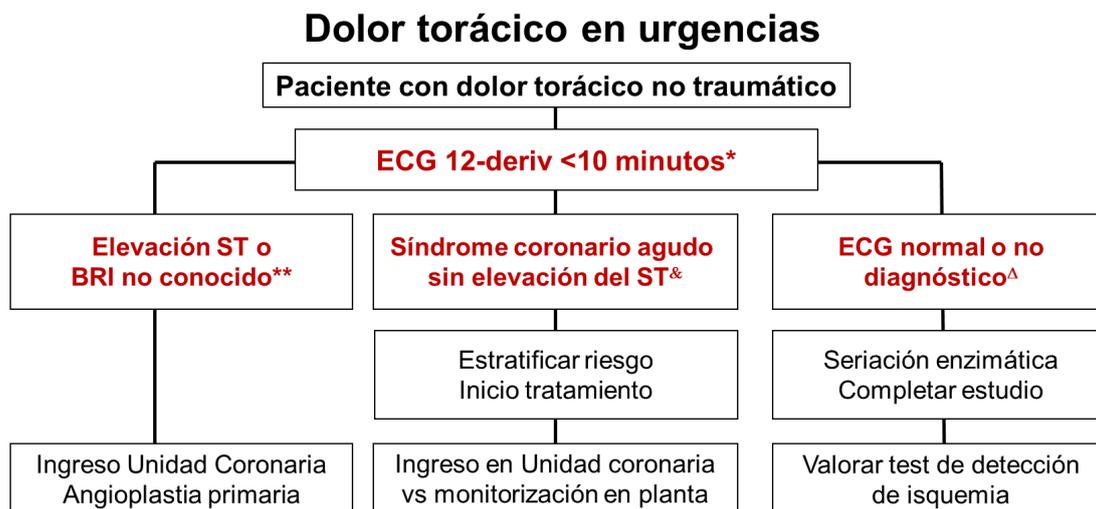 Dolor torácico en urgencias
Paciente con dolor torácico no traumático
ECG 12-deriv <10 minutos*
Elevación ST o
BRI no conocido**
Síndrome coronario agudo
sin elevación del ST&
ECG normal o no
diagnóstico∆
Estratificar riesgo
Inicio tratamiento
Seriación enzimática
Completar estudio
Ingreso Unidad Coronaria
Angioplastia primaria
Ingreso en Unidad coronaria
vs monitorización en planta
Valorar test de detección
de isquemia